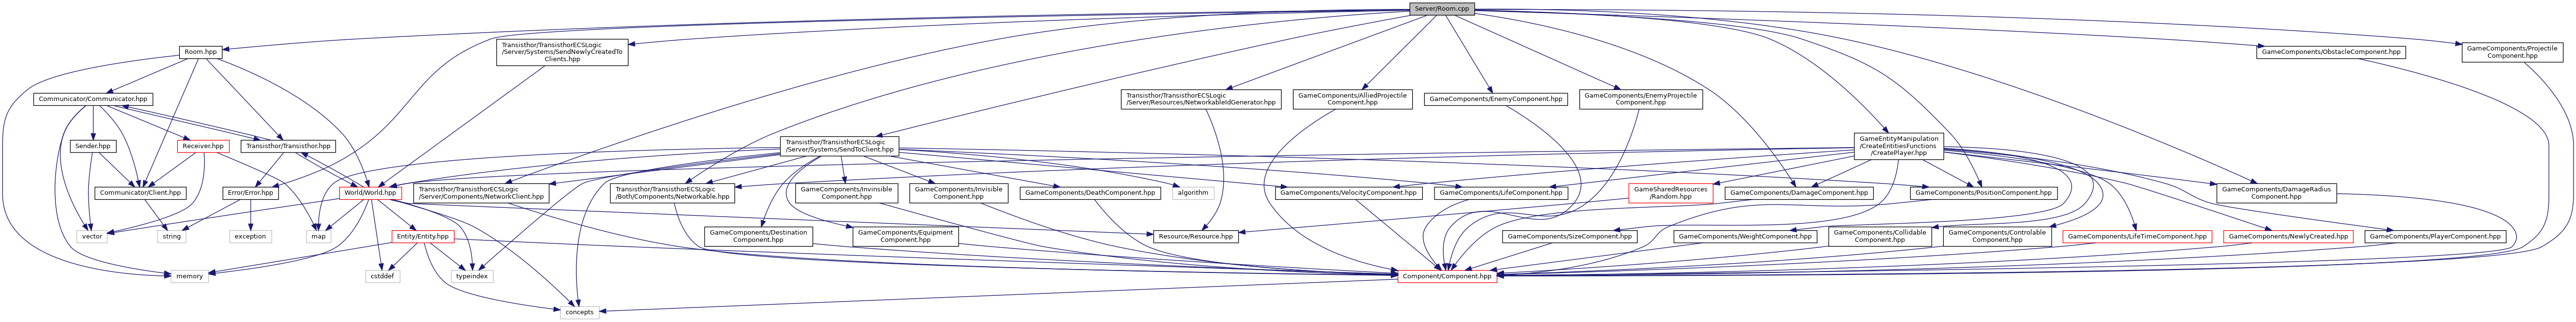 Server/Room.cpp
Room.hpp
Transisthor/TransisthorECSLogic
/Server/Systems/SendNewlyCreatedTo
Clients.hpp
GameComponents/ObstacleComponent.hpp
GameComponents/Projectile
Component.hpp
Communicator/Communicator.hpp
Transisthor/TransisthorECSLogic
/Server/Resources/NetworkableIdGenerator.hpp
GameComponents/AlliedProjectile
Component.hpp
GameComponents/EnemyComponent.hpp
GameComponents/EnemyProjectile
Component.hpp
Sender.hpp
Receiver.hpp
Transisthor/Transisthor.hpp
Transisthor/TransisthorECSLogic
/Server/Systems/SendToClient.hpp
GameEntityManipulation
/CreateEntitiesFunctions
/CreatePlayer.hpp
Communicator/Client.hpp
Error/Error.hpp
World/World.hpp
Transisthor/TransisthorECSLogic
/Server/Components/NetworkClient.hpp
Transisthor/TransisthorECSLogic
/Both/Components/Networkable.hpp
GameComponents/Invinsible
Component.hpp
GameComponents/Invisible
Component.hpp
GameComponents/DeathComponent.hpp
algorithm
GameComponents/VelocityComponent.hpp
GameComponents/LifeComponent.hpp
GameSharedResources
/Random.hpp
GameComponents/DamageComponent.hpp
GameComponents/PositionComponent.hpp
GameComponents/DamageRadius
Component.hpp
vector
string
exception
map
Entity/Entity.hpp
GameComponents/Destination
Component.hpp
GameComponents/Equipment
Component.hpp
Resource/Resource.hpp
GameComponents/SizeComponent.hpp
GameComponents/WeightComponent.hpp
GameComponents/Collidable
Component.hpp
GameComponents/Controlable
Component.hpp
GameComponents/LifeTimeComponent.hpp
GameComponents/NewlyCreated.hpp
GameComponents/PlayerComponent.hpp
memory
cstddef
typeindex
Component/Component.hpp
concepts